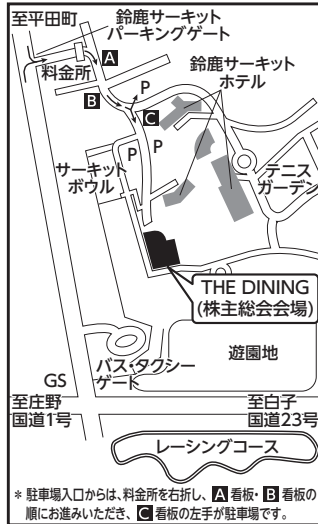 至平田町
鈴鹿サーキット
パーキングゲート
A
料金所
鈴鹿サーキット
ホテル
P
B
C
P
P
サーキット
ボウル
テニス
ガーデン
THE DINING
(株主総会会場)
遊園地
バス・タクシー
ゲート
GS
至庄野
国道1号
至白子
国道23号
レーシングコース
* 駐車場入口からは、料金所を右折し、A看板・B看板の
順にお進みいただき、C看板の左手が駐車場です。